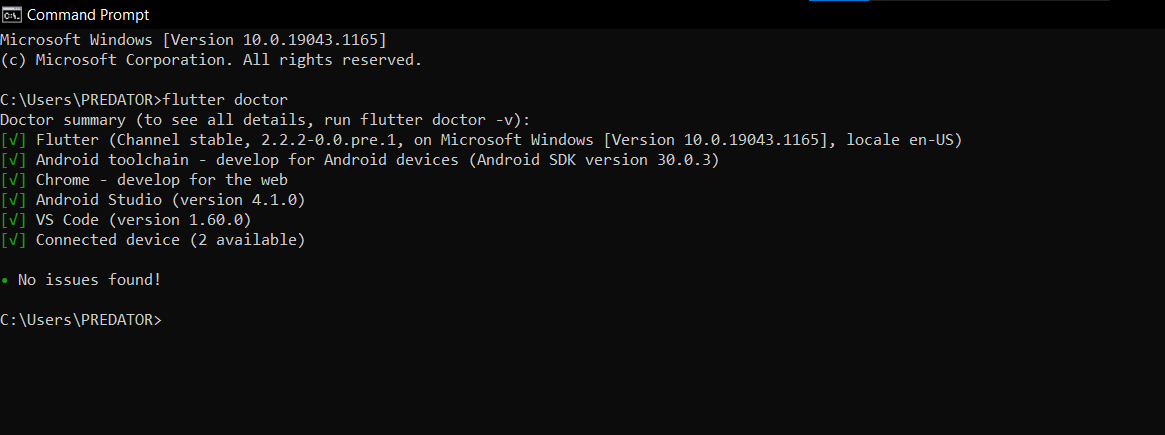 Command Prompt
Microsoft Windows [Version 10.0.19043.1165]
(c) Microsoft Corporation. All rights reserved.
C:\Users\PREDATOR>flutter doctor
Doctor summary (to see all details, run flutter doctor -v):
[√] Flutter (Channel stable, 2.2.2-0.0.pre.1, on Microsoft Windows [Version 10.0.19043.1165], locale en-US)
[√] Android toolchain - develop for Android devices (Android SDK version 30.0.3)
[√] Chrome - develop for the web
[√] Android Studio (version 4.1.0)
[√] VS Code (version 1.60.0)
[√] Connected device (2 available)
• No issues found!
C:\Users\PREDATOR>